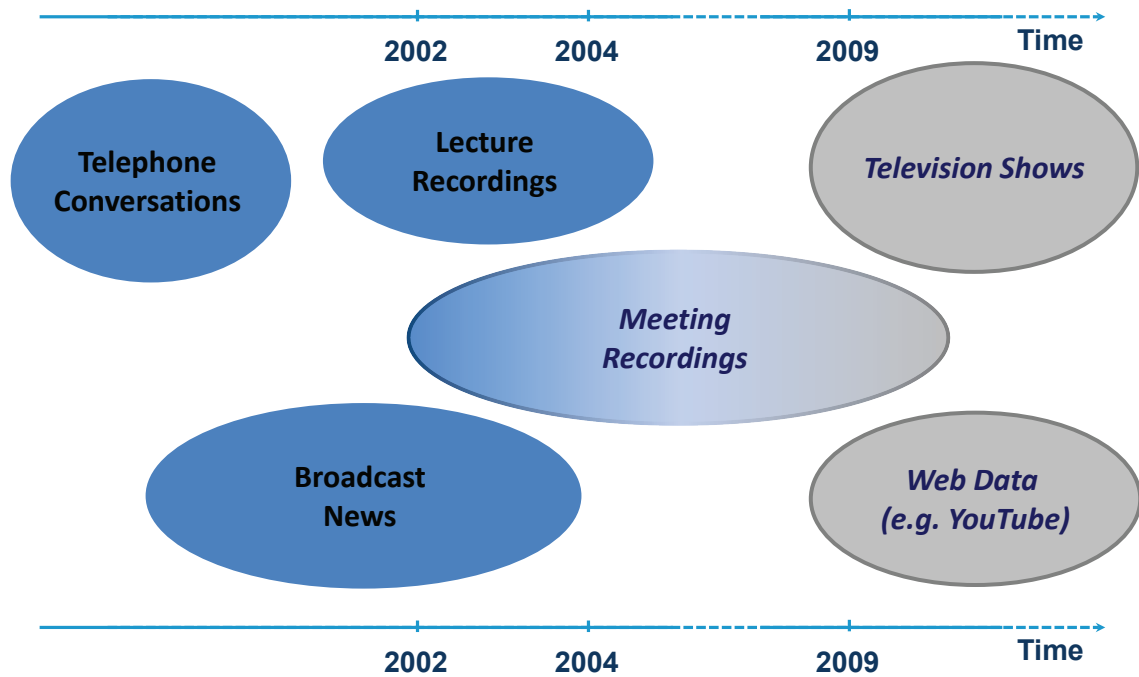 2002
2004
2009
Time
Telephone
Conversations
Lecture
Recordings
Television Shows
Meeting
Recordings
Broadcast
News
Web Data
(e.g. YouTube)
2002
2004
2009
Time